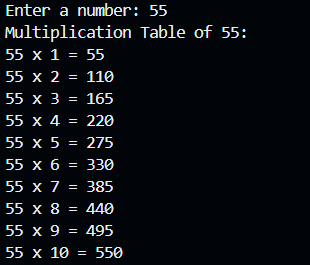 Enter a number: 55
Multiplication Table of 55:
55 x 1 = 55
55 x 2 = 110
55 x 3 = 165
55 x 4 = 220
55 x 5 = 275
55 x 6 = 330
55 x 7 = 385
55 x 8 = 440
55 x 9 = 495
55 x 10 = 550